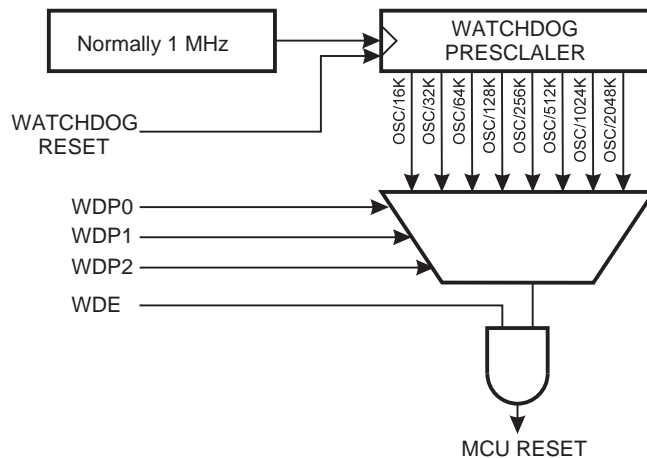 Normally 1 MHz
WATCHDOG
PRESCLALER
WATCHDOG
RESET
OSC/16K
OSC/32K
OSC/64K
OSC/128K
OSC/256K
OSC/512K
OSC/1024K
OSC/2048K
WDP0
WDP1
WDP2
WDE
MCU RESET